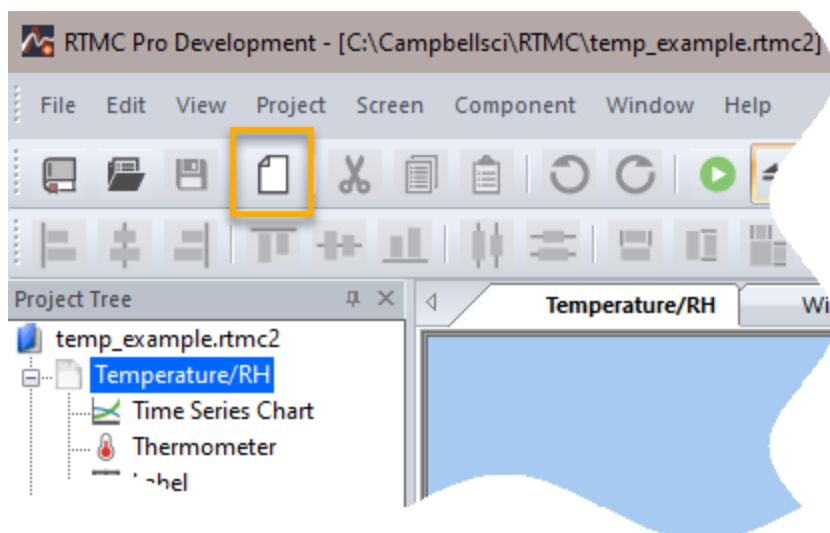 RTMC Pro Development - [C:\Campbellsci\RTMC\temp_example.rtmc2]
File Edit View Project Screen Component Window Help
Project Tree
Temperature/RH
temp_example.rtmc2
Temperature/RH
Time Series Chart
Thermometer